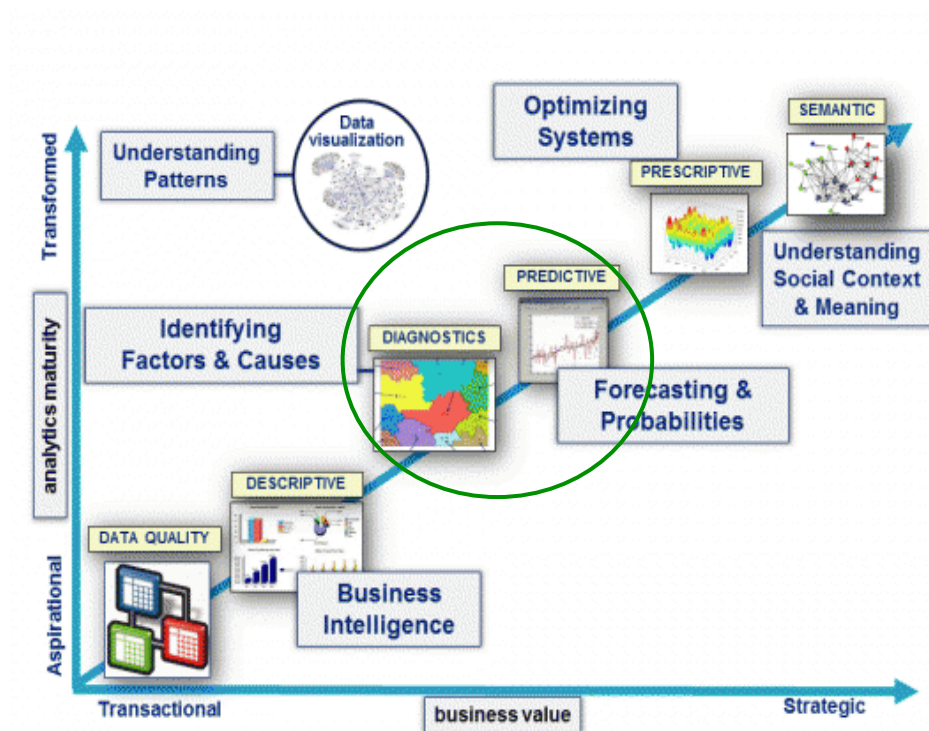 Data
visualization
Understanding
Patterns
Optimizing
Systems
SEMANTIC
PRESCRIPTIVE
Understanding
Social Context
& Meaning
Transformed
PREDICTIVE
Identifying
Factors & Causes
DIAGNOSTICS
Forecasting &
Probabilities
analytics maturity
DESCRIPTIVE
DATA QUALITY
Business
Intelligence
Aspirational
Transactional
business value
Strategic